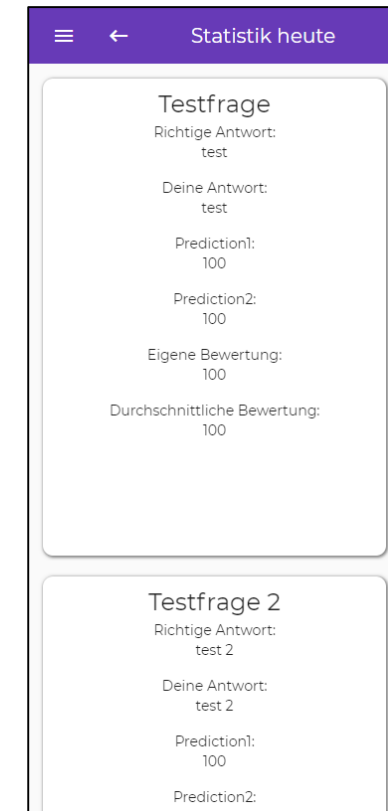 Statistik heute
Testfrage
Richtige Antwort:
test
Deine Antwort:
test
Prediction1:
100
Prediction2:
100
Eigene Bewertung:
100
Durchschnittliche Bewertung:
100
Testfrage 2
Richtige Antwort:
test 2
Deine Antwort:
test 2
Prediction1:
100
Prediction2: